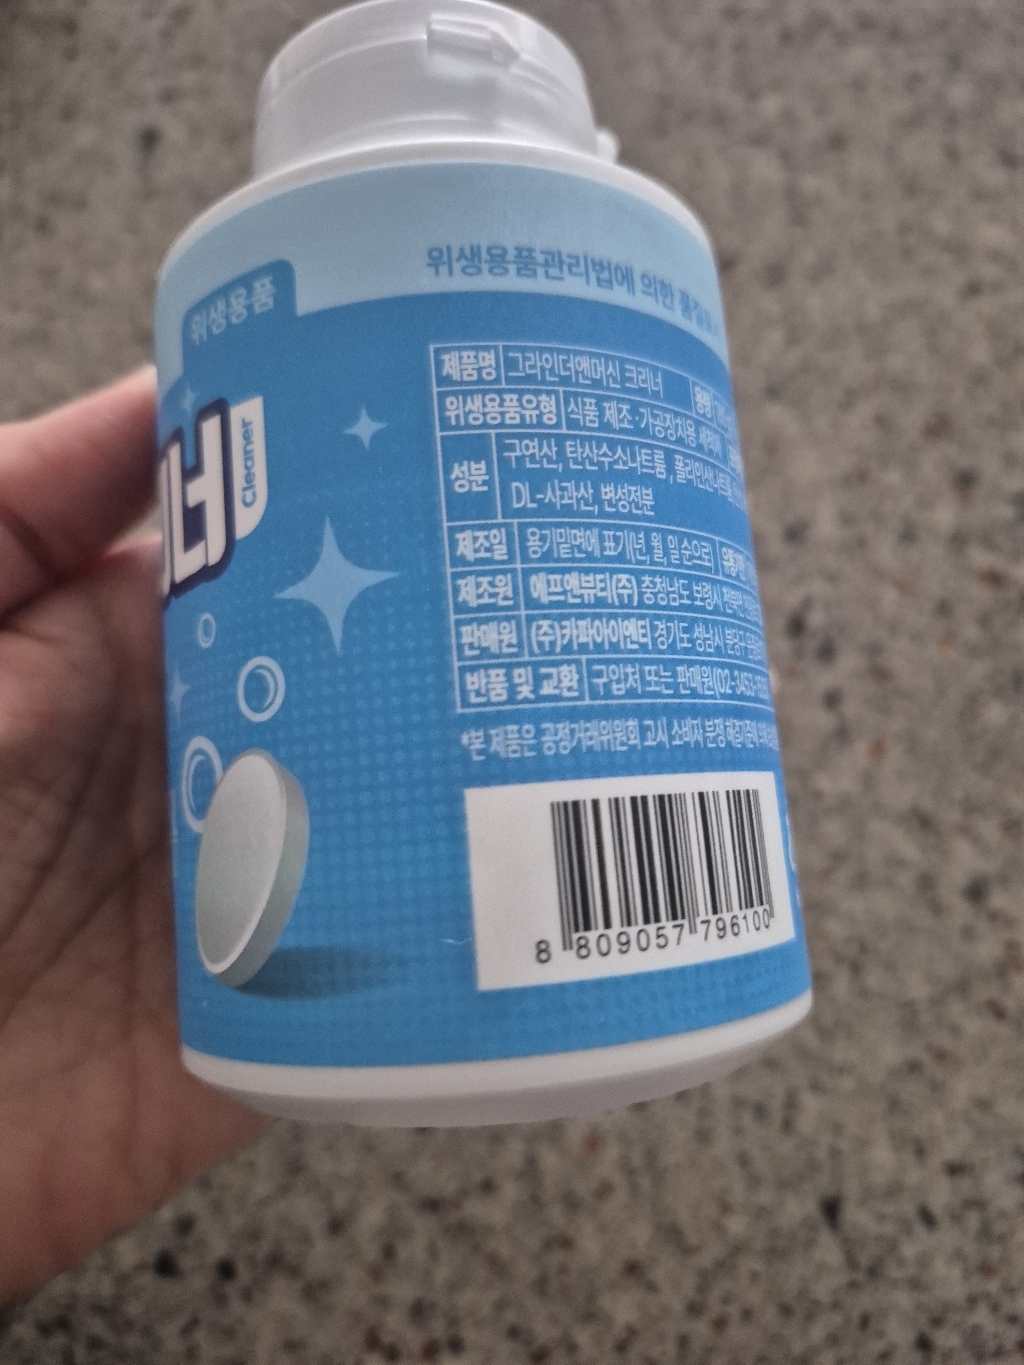 위생용품
너
Cleaner
위생용품관리법에 의한
제품명 그라인더앤머신 크리너 용량
위생용품유형 식품 제조·가공장치용 세척제
성분 구연산, 탄산수소나트륨, 폴리인산나트륨
DL-사과산, 변성전분
제조일 용기밑면에 표기(년, 월, 일 순으로)
제조원 에프앤뷰티(주) 충청남도 보령시
판매원 (주)카파아이엔티 경기도 성남시 분당구
반품 및 교환 구입처 또는 판매원(02-3453-
*본 제품은 공정거래위원회 고시 소비자 분쟁 해결기준에
8 809057 796100